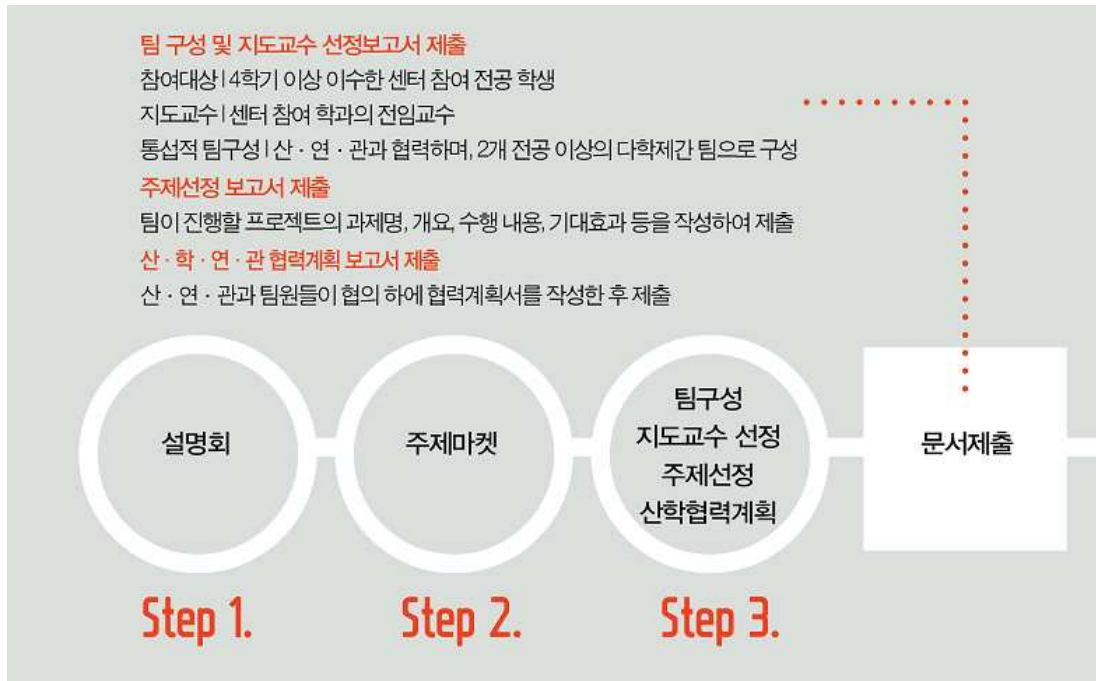 팀 구성 및 지도교수 선정보고서 제출
참여대상 | 4학기 이상 이수한 센터 참여 전공 학생
지도교수 | 센터 참여 학과의 전임교수
통섭적 팀구성 | 산 · 연 · 관과 협력하며, 2개 전공 이상의 다학제간 팀으로 구성
주제선정 보고서 제출
팀이 진행할 프로젝트의 과제명, 개요, 수행 내용, 기대효과 등을 작성하여 제출
산 · 학 · 연 · 관 협력계획 보고서 제출
산 · 연 · 관과 팀원들이 협의 하에 협력계획서를 작성한 후 제출
설명회
주제마켓
팀구성
지도교수 선정
주제선정
산학협력계획
문서제출
Step 1.
Step 2.
Step 3.